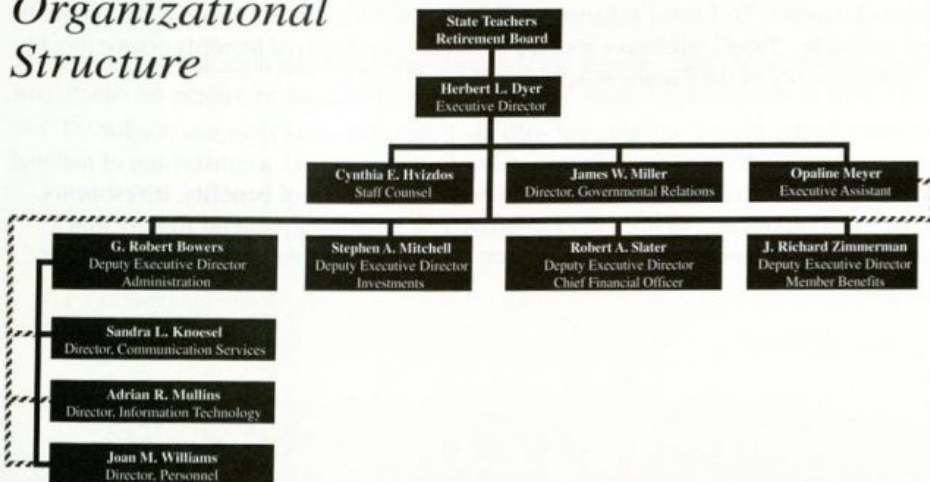 Organizational
Structure
State Teachers
Retirement Board
Herbert L. Dyer
Executive Director
Cynthia E. Hvizdos
Staff Counsel
James W. Miller
Director, Governmental Relations
Opaline Meyer
Executive Assistant
G. Robert Bowers
Deputy Executive Director
Administration
Stephen A. Mitchell
Deputy Executive Director
Investments
Robert A. Slater
Deputy Executive Director
Chief Financial Officer
J. Richard Zimmerman
Deputy Executive Director
Member Benefits
Sandra L. Knoesel
Director, Communication Services
Adrian R. Mullins
Director, Information Technology
Joan M. Williams
Director, Personnel